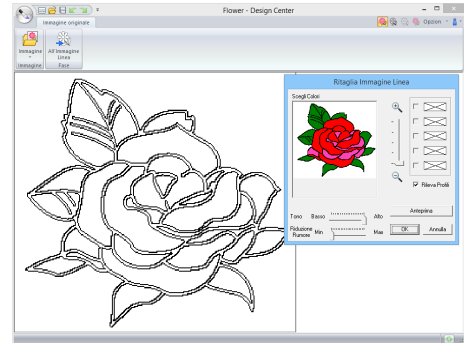 Flower - Design Center
Immagine originale
Opzioni
Immagine
All'Immagine Linea
Immagine
Fase
Ritaglia Immagine Linea
Scegli Colori
Rileva Profili
Anteprima
Tono Basso Alto
Riduzione Rumore Min Max
OK Annulla